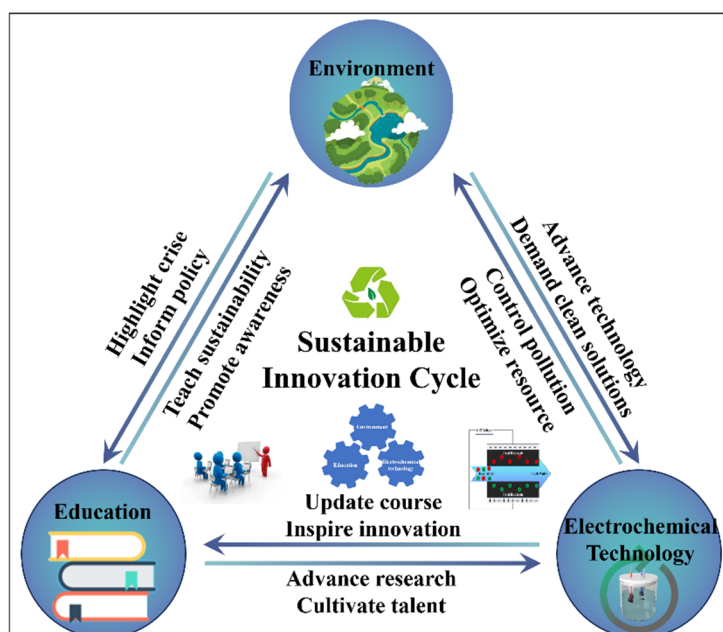 Environment
Highlight crise
Inform policy
Teach sustainability
Promote awareness
Advance technology
Demand clean solutions
Control pollution
Optimize resource
Sustainable
Innovation Cycle
Environment
Education
Electrochemical
technology
Update course
Inspire innovation
Education
Electrochemical
Technology
Advance research
Cultivate talent